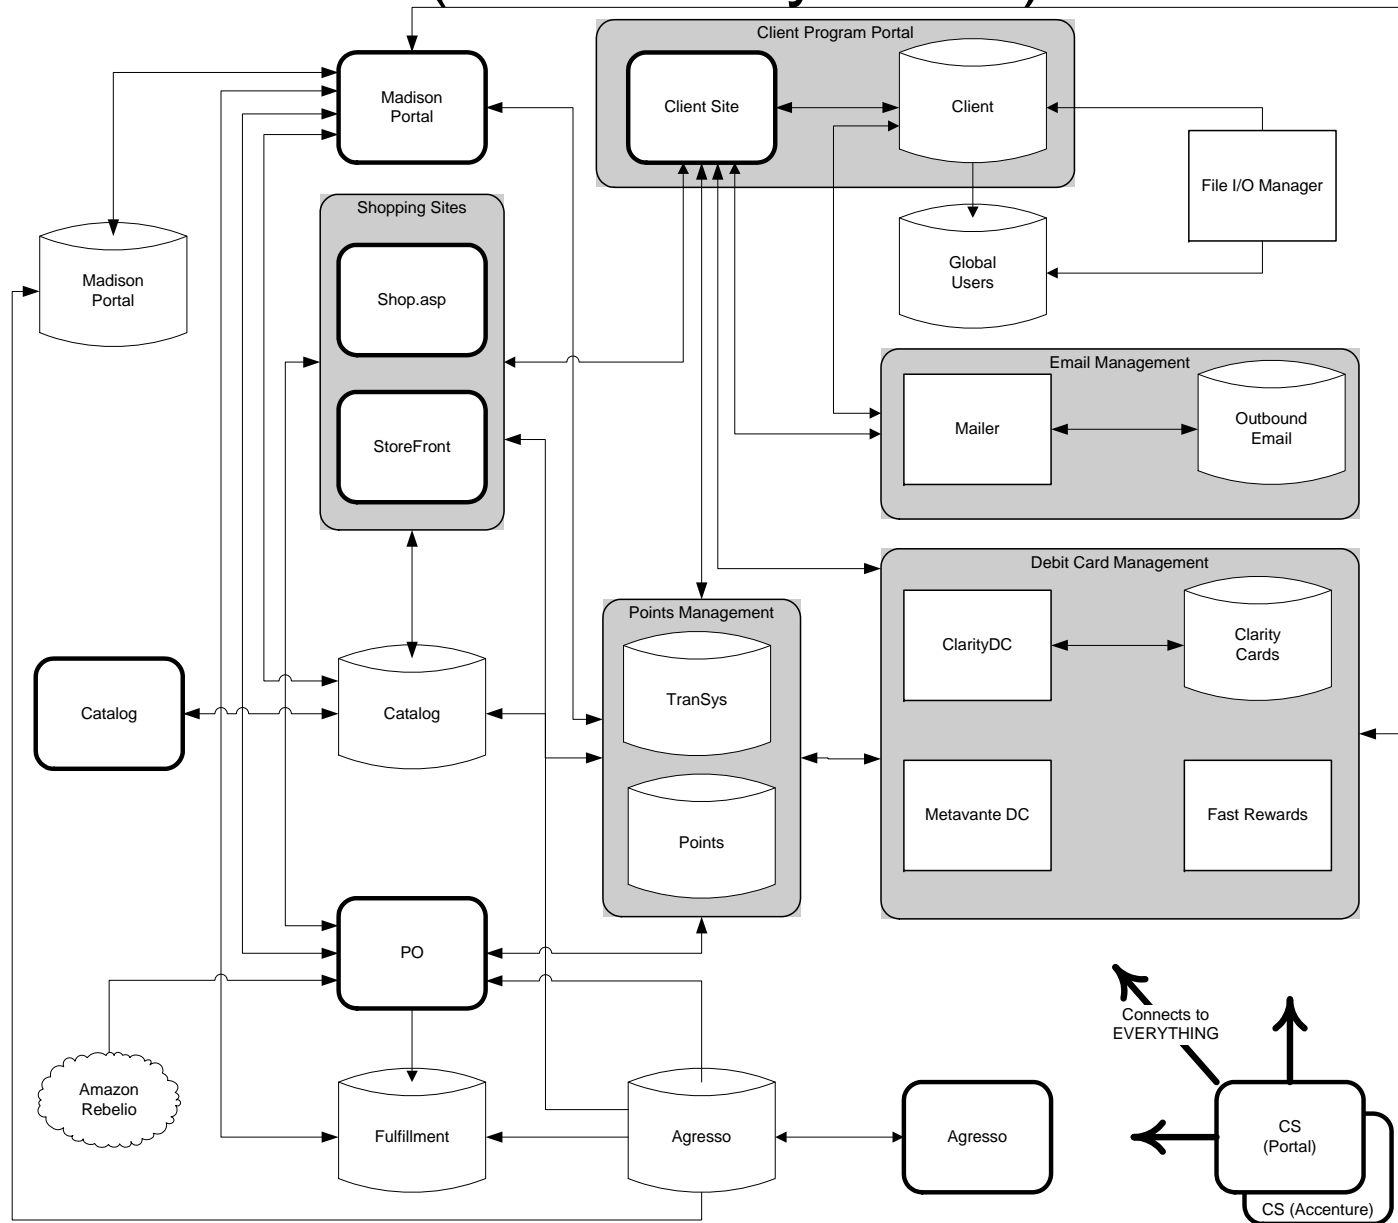 Client Program Portal
Madison
Portal
Client Site
Client
File I/O Manager
Shopping Sites
Shop.asp
StoreFront
Madison
Portal
Global
Users
Email Management
Mailer
Outbound
Email
Debit Card Management
ClarityDC
Clarity
Cards
Metavante DC
Fast Rewards
Points Management
TranSys
Points
Catalog
Catalog
PO
Amazon
Rebelio
Fulfillment
Agresso
Agresso
Connects to
EVERYTHING
CS
(Portal)
CS (Accenture)